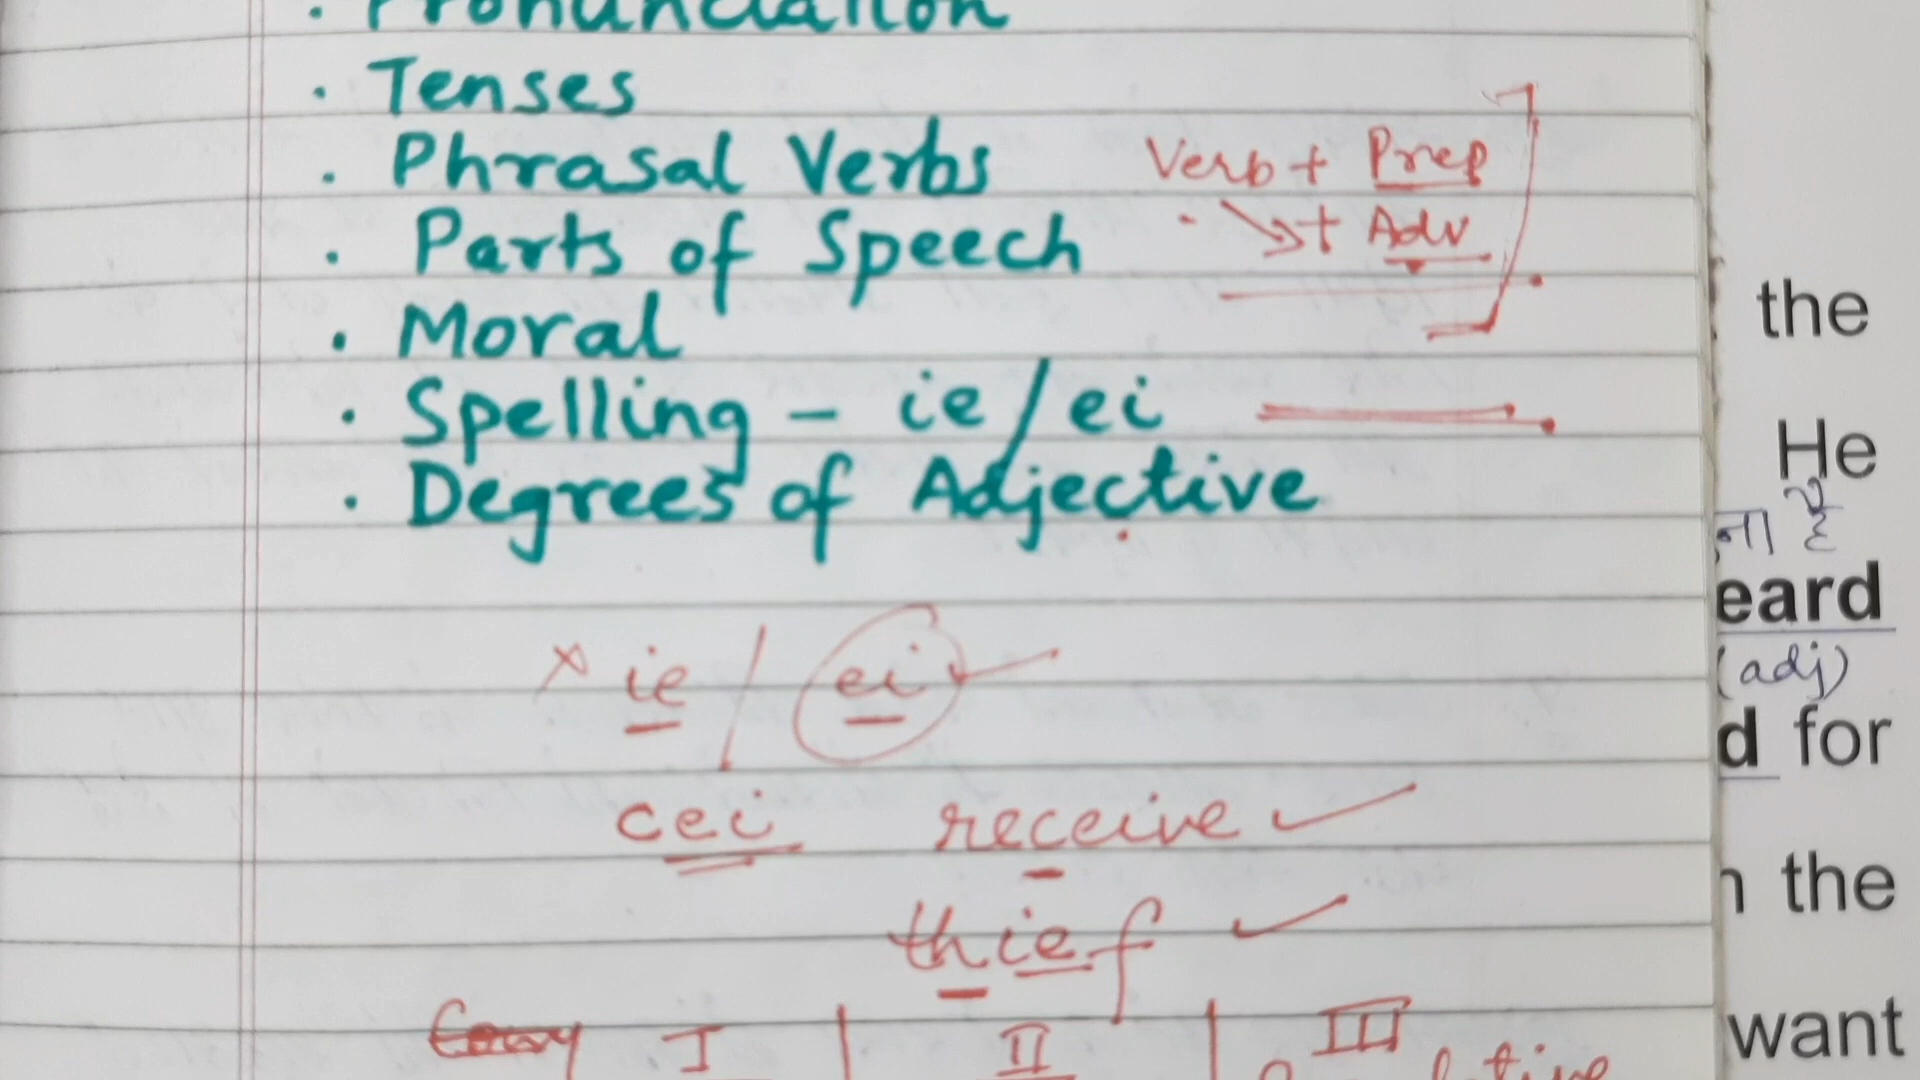 . Pronunciation
. Tenses
. Phrasal Verbs Verb + Prep
. Parts of Speech + Adv
. Moral
. Spelling - ie/ei
. Degrees of Adjective
× ie / ei ✓
cei receive ✓
thief ✓
I | II | III
the
He
है
eard
(adj)
d for
the
want